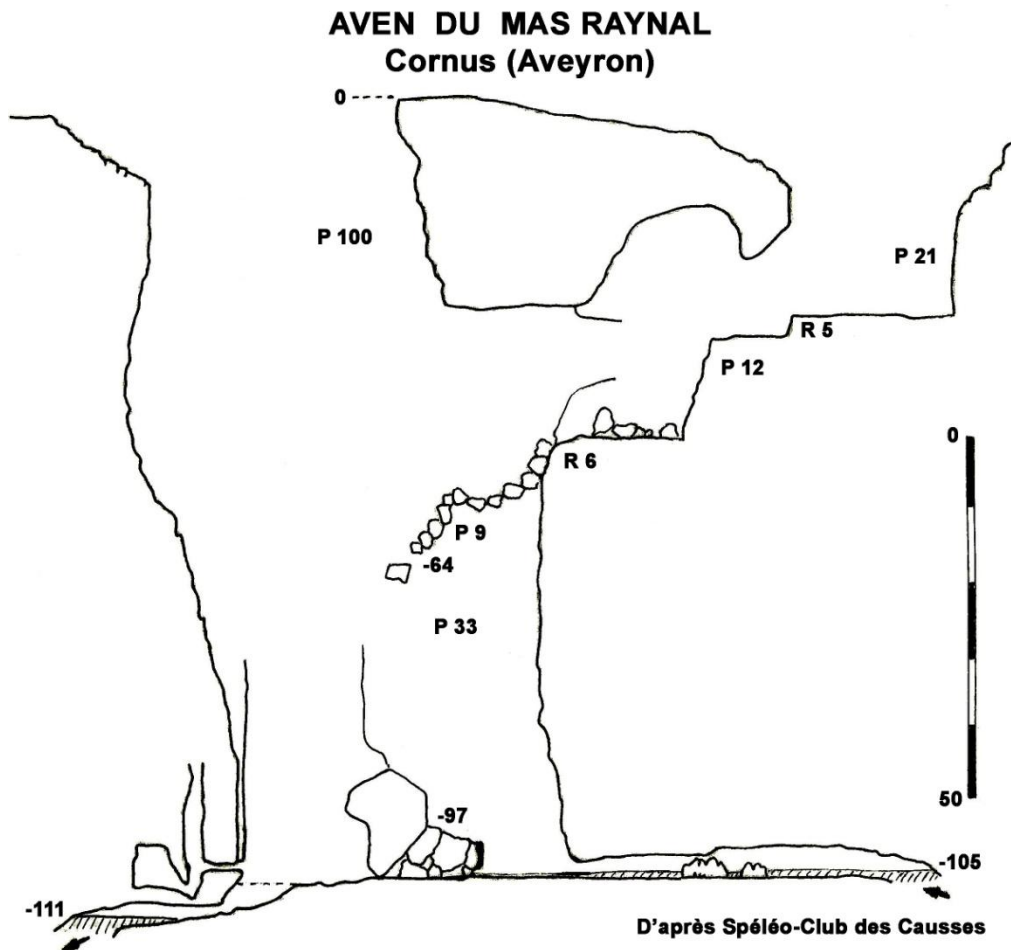 AVEN DU MAS RAYNAL
Cornus (Aveyron)
0
P 100
P 21
R 5
P 12
0
R 6
P 9
-64
P 33
50
-97
-105
-111
D'après Spéléo-Club des Causses